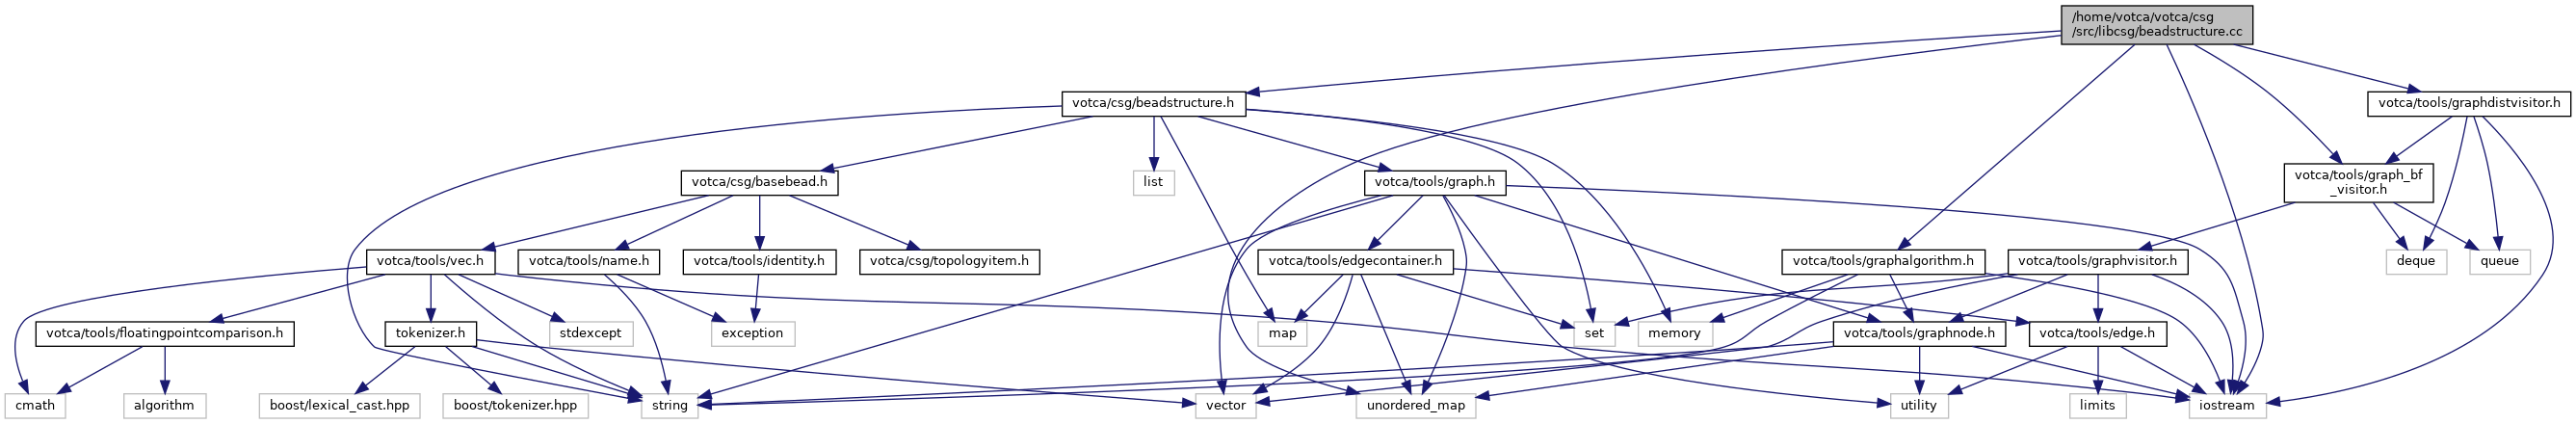 /home/votca/votca/csg
/src/libcsg/beadstructure.cc
votca/csg/beadstructure.h
votca/tools/graphdistvisitor.h
votca/csg/basebead.h
list
votca/tools/graph.h
votca/tools/graph_bf
_visitor.h
votca/tools/vec.h
votca/tools/name.h
votca/tools/identity.h
votca/csg/topologyitem.h
votca/tools/edgecontainer.h
votca/tools/graphalgorithm.h
votca/tools/graphvisitor.h
deque
queue
votca/tools/floatingpointcomparison.h
tokenizer.h
stdexcept
exception
map
set
memory
votca/tools/graphnode.h
votca/tools/edge.h
cmath
algorithm
boost/lexical_cast.hpp
boost/tokenizer.hpp
string
vector
unordered_map
utility
limits
iostream